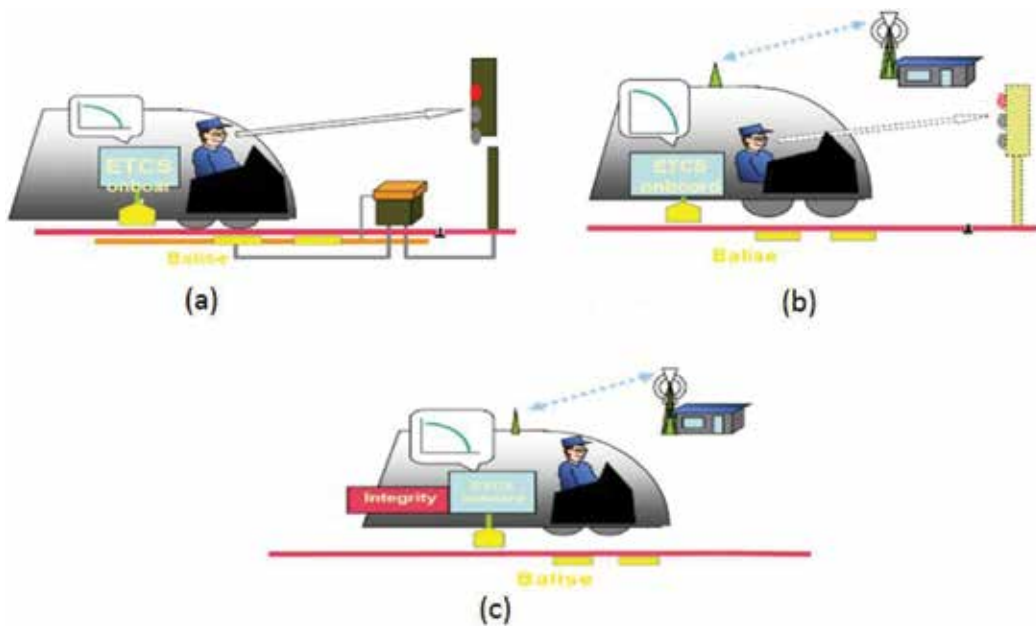 ETCS
onboar
Balise
(a)
ETCS
onboard
Balise
(b)
Integrity
Balise
(c)